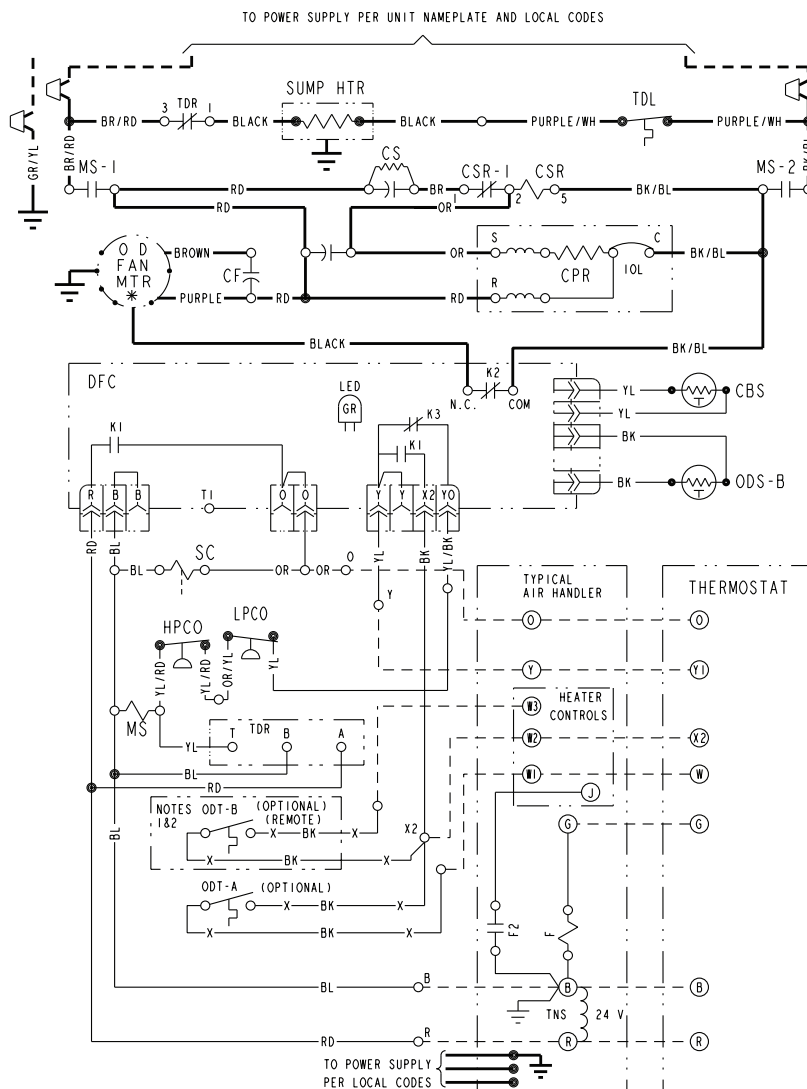 TO POWER SUPPLY PER UNIT NAMEPLATE AND LOCAL CODES
SUMP HTR
TDR
3 1
TDL
BR/RD BLACK BLACK PURPLE/WH PURPLE/WH
GR/YL
BR/RD
MS-1
CS
CSR-1
CSR
MS-2
RD BR 1 2 5 BK/BL
RD OR
O D
FAN
MTR
*
BROWN
CF
PURPLE RD
OR S C BK/BL
CPR IOL
RD R
BLACK
BK/BL
DFC
LED
GR
K2
N.C. COM
YL CBS
YL
BK
BK ODS-B
K1
K3
K1
R B B T1 O O Y Y X2 YO
RD BL YL BK YL/BK
SC
BL OR OR O
Y
HPCO
LPCO
YL/RD YL/RD OR/YL YL
MS
TDR
YL T B A
BL
RD
BL
NOTES
1&2
ODT-B
(OPTIONAL)
(REMOTE)
X BK X
X BK X
X2
ODT-A (OPTIONAL)
X BK X
X BK X
TYPICAL
AIR HANDLER
THERMOSTAT
O O
Y Y1
HEATER
CONTROLS
W3
W2 X2
W1 W
J
G G
F2 F
BL B B B
TNS 24 V
RD R R R
TO POWER SUPPLY
PER LOCAL CODES